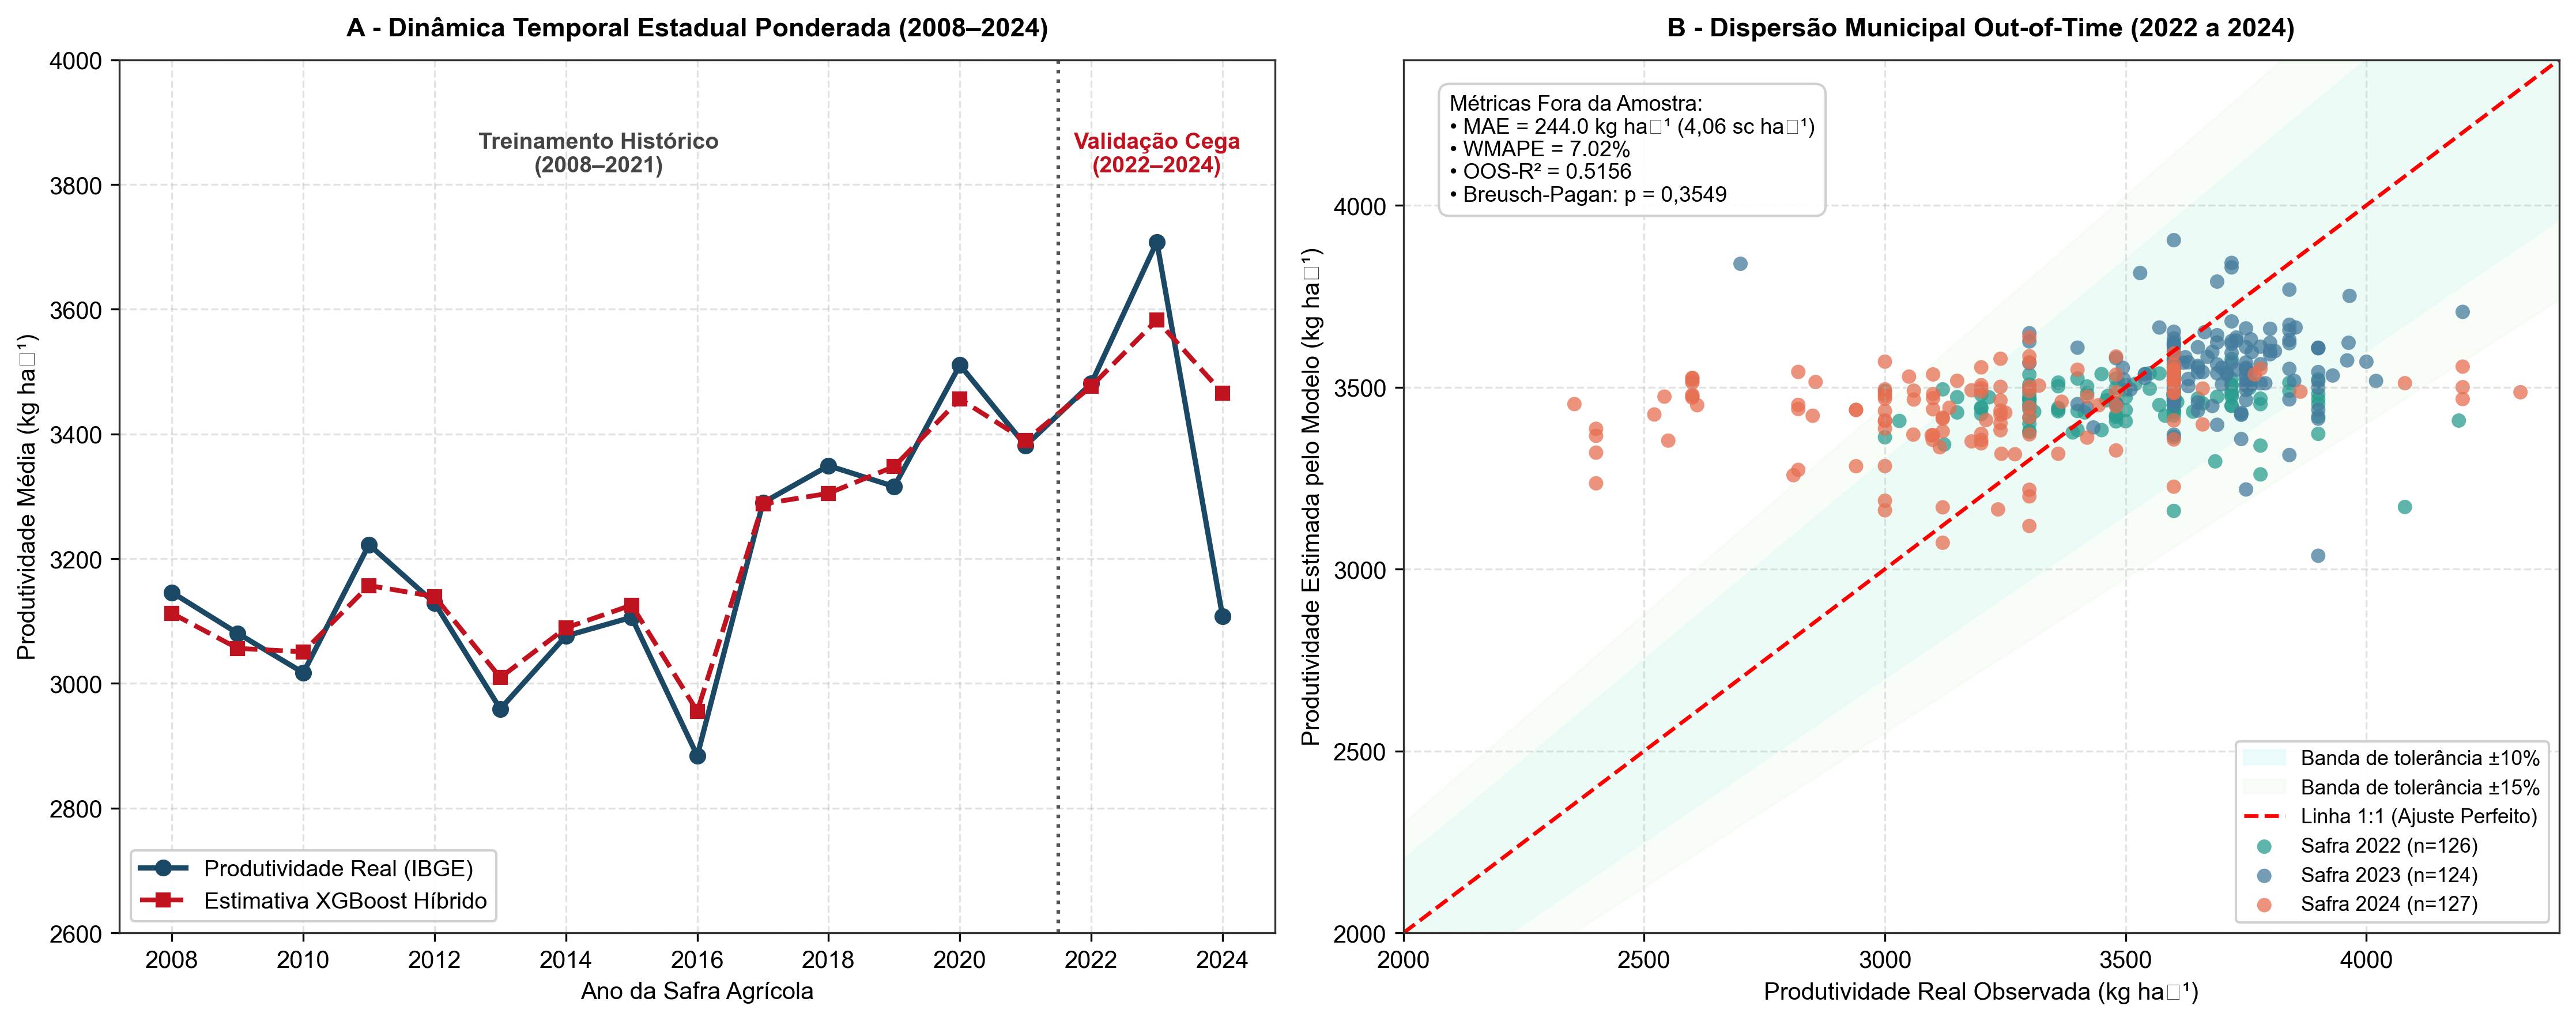 A - Dinâmica Temporal Estadual Ponderada (2008–2024)
4000
3800
3600
3400
3200
3000
2800
2600
Produtividade Média (kg ha□¹)
Treinamento Histórico
(2008–2021)
Validação Cega
(2022–2024)
Produtividade Real (IBGE)
Estimativa XGBoost Híbrido
2008
2010
2012
2014
2016
2018
2020
2022
2024
Ano da Safra Agrícola
B - Dispersão Municipal Out-of-Time (2022 a 2024)
Métricas Fora da Amostra:
• MAE = 244.0 kg ha□¹ (4,06 sc ha□¹)
• WMAPE = 7.02%
• OOS-R² = 0.5156
• Breusch-Pagan: p = 0,3549
4000
3500
3000
2500
2000
Produtividade Estimada pelo Modelo (kg ha□¹)
Banda de tolerância ±10%
Banda de tolerância ±15%
Linha 1:1 (Ajuste Perfeito)
Safra 2022 (n=126)
Safra 2023 (n=124)
Safra 2024 (n=127)
2000
2500
3000
3500
4000
Produtividade Real Observada (kg ha□¹)